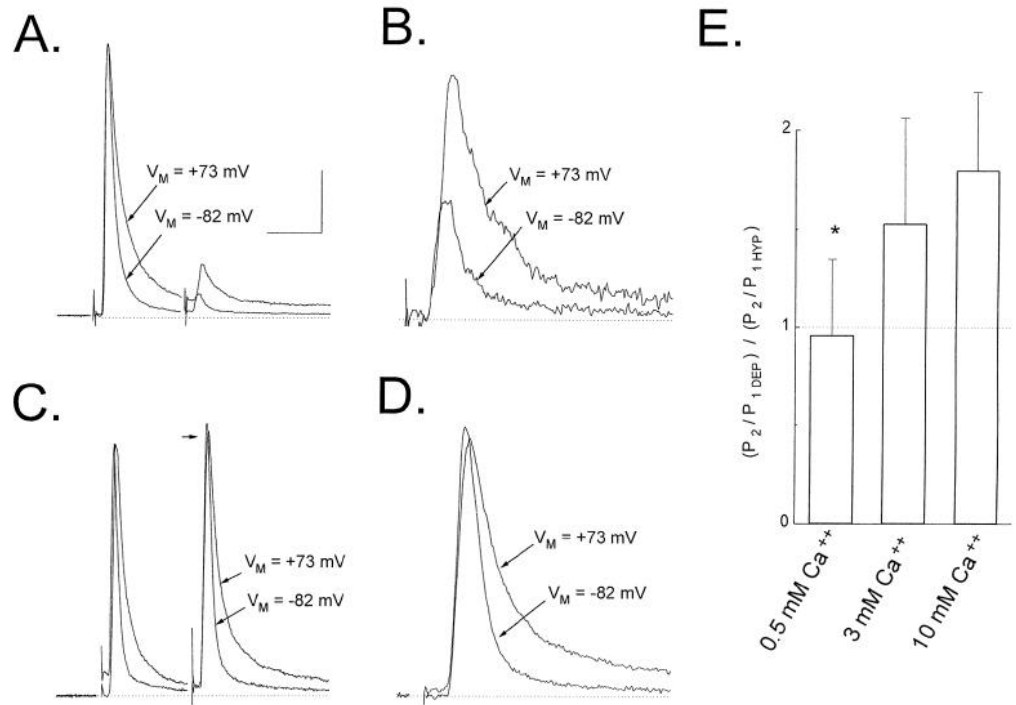 A.
V_M = +73 mV
V_M = -82 mV
B.
V_M = +73 mV
V_M = -82 mV
C.
V_M = +73 mV
V_M = -82 mV
D.
V_M = +73 mV
V_M = -82 mV
E.
(P_2 / P_1 DEP) / (P_2 / P_1 HYP)
2
1
0
*
0.5 mM Ca++
3 mM Ca++
10 mM Ca++